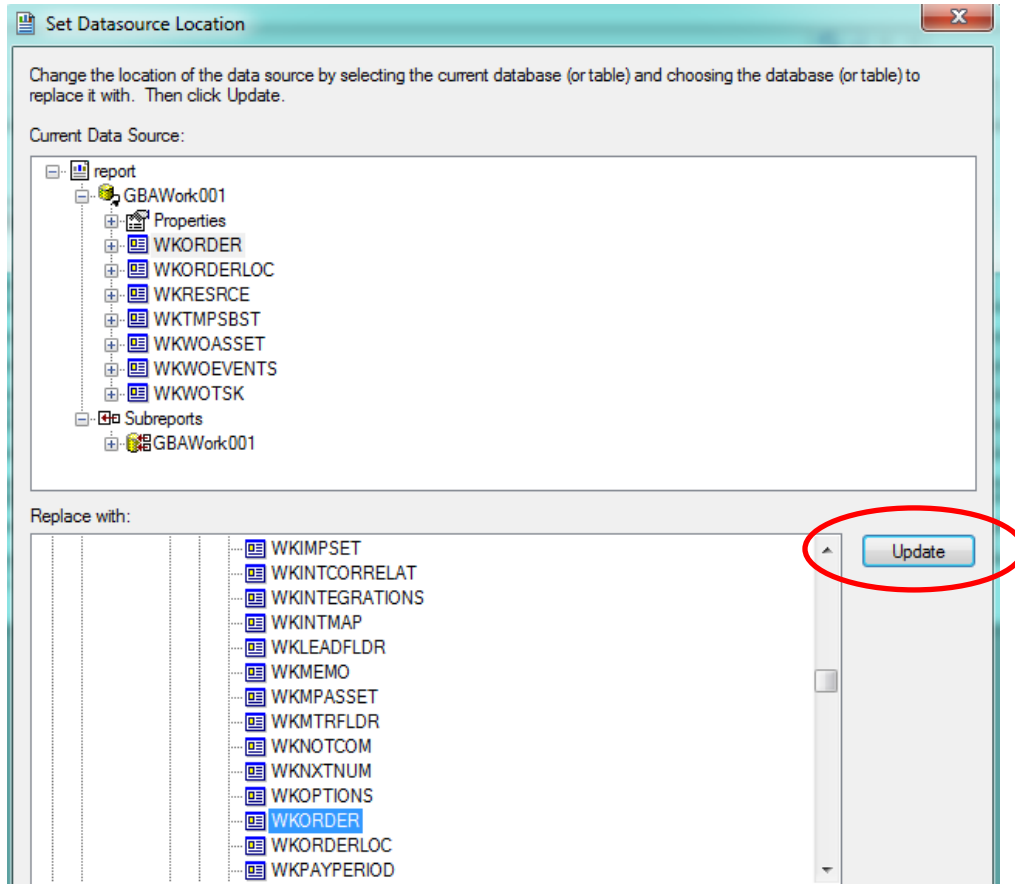 Set Datasource Location
x
Change the location of the data source by selecting the current database (or table) and choosing the database (or table) to
replace it with. Then click Update.
Current Data Source:
report
GBAWork001
Properties
WKORDER
WKORDERLOC
WKRESRCE
WKTMPSBST
WKWOASSET
WKWOEVENTS
WKWOTSK
Subreports
GBAWork001
Replace with:
WKIMPSET
Update
WKINTCORRELAT
WKINTEGRATIONS
WKINTMAP
WKLEADFLDR
WKMEMO
WKMPASSET
WKMTRFLDR
WKNOTCOM
WKNXTNUM
WKOPTIONS
WKORDER
WKORDERLOC
WKPAYPERIOD